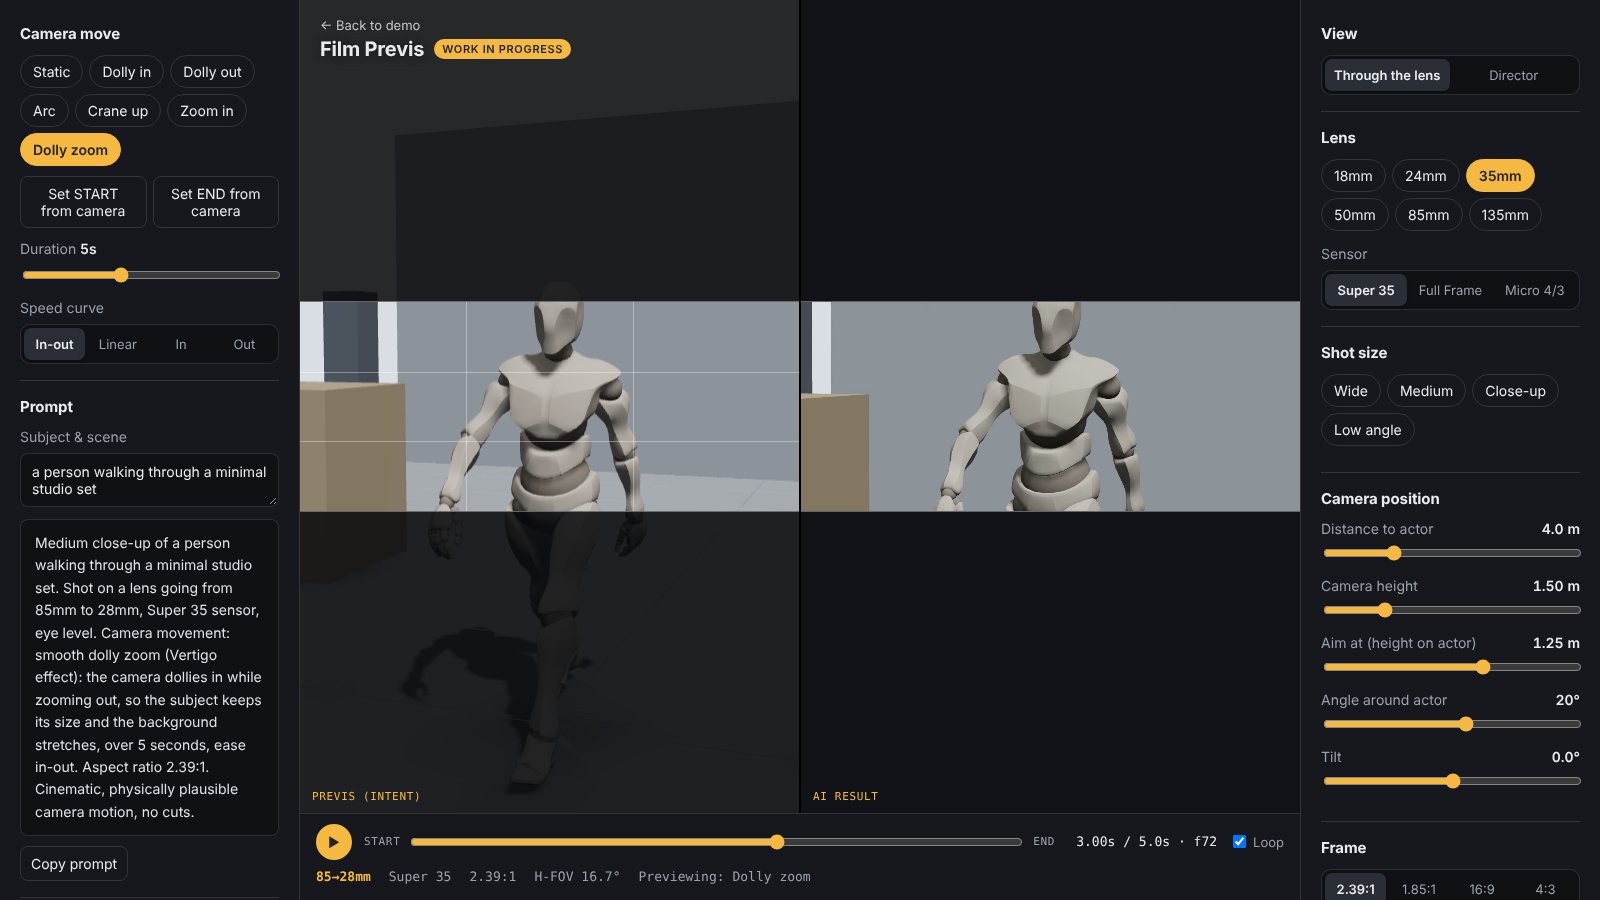 Camera move
Static
Dolly in
Dolly out
Arc
Crane up
Zoom in
Dolly zoom
Set START
from camera
Set END from
camera
Duration 5s
Speed curve
In-out
Linear
In
Out
Prompt
Subject & scene
a person walking through a minimal
studio set
Medium close-up of a person
walking through a minimal studio
set. Shot on a lens going from
85mm to 28mm, Super 35 sensor,
eye level. Camera movement:
smooth dolly zoom (Vertigo
effect): the camera dollies in while
zooming out, so the subject keeps
its size and the background
stretches, over 5 seconds, ease
in-out. Aspect ratio 2.39:1.
Cinematic, physically plausible
camera motion, no cuts.
Copy prompt
← Back to demo
Film Previs
WORK IN PROGRESS
PREVIS (INTENT)
AI RESULT
START
END
3.00s / 5.0s · f72
Loop
85→28mm
Super 35
2.39:1
H-FOV 16.7°
Previewing: Dolly zoom
View
Through the lens
Director
Lens
18mm
24mm
35mm
50mm
85mm
135mm
Sensor
Super 35
Full Frame
Micro 4/3
Shot size
Wide
Medium
Close-up
Low angle
Camera position
Distance to actor
4.0 m
Camera height
1.50 m
Aim at (height on actor)
1.25 m
Angle around actor
20°
Tilt
0.0°
Frame
2.39:1
1.85:1
16:9
4:3